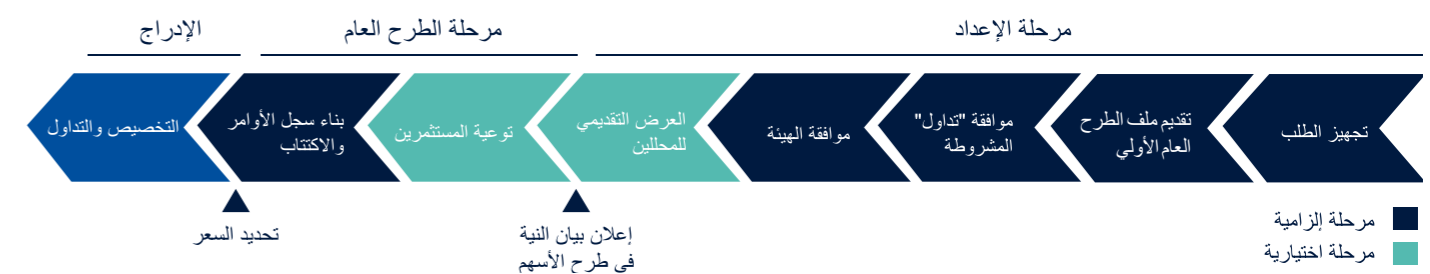 مرحلة الإعداد
مرحلة الطرح العام
الإدراج
تجهيز الطلب
تقديم ملف الطرح
العام الأولي
موافقة "تداول"
المشروطة
موافقة الهيئة
العرض التقديمي
للمحللين
توعية المستثمرين
بناء سجل الأوامر
والاكتتاب
التخصيص والتداول
إعلان بيان النية
في طرح الأسهم
تحديد السعر
مرحلة إلزامية
مرحلة اختيارية